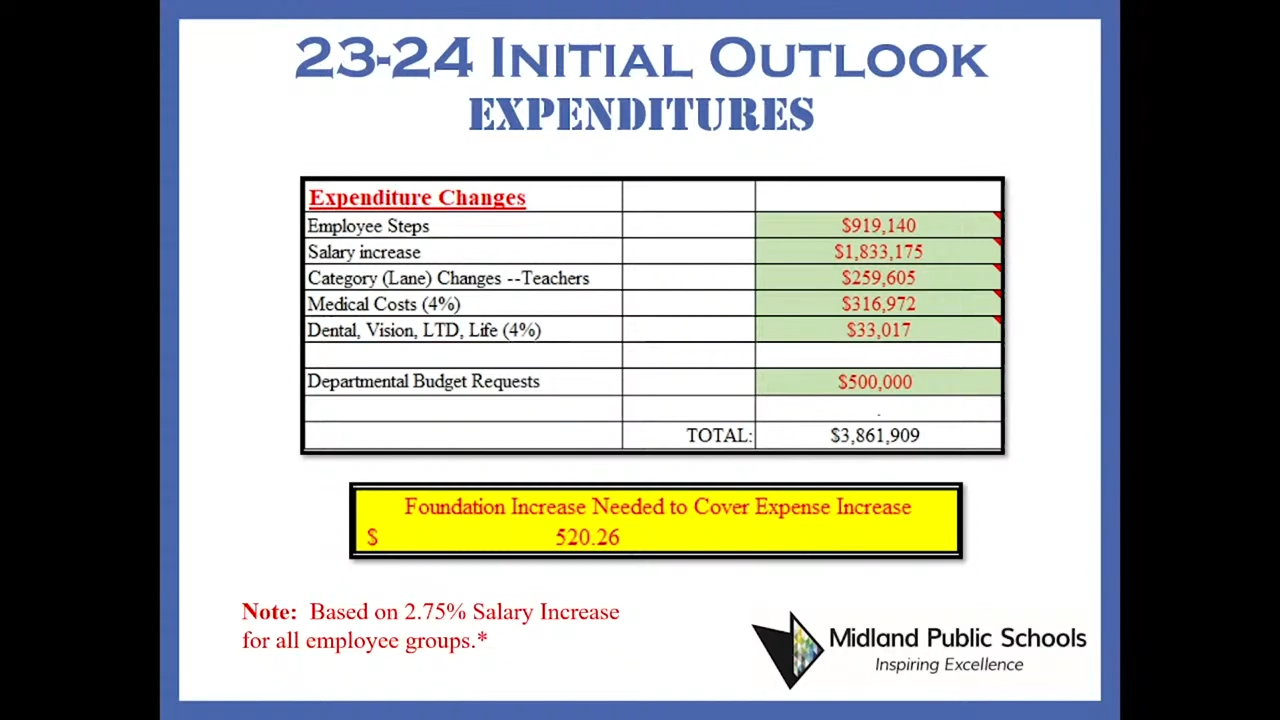 23-24 INITIAL OUTLOOK
EXPENDITURES
Expenditure Changes
Employee Steps $919,140
Salary increase $1,833,175
Category (Lane) Changes --Teachers $259,605
Medical Costs (4%) $316,972
Dental, Vision, LTD, Life (4%) $33,017
Departmental Budget Requests $500,000
TOTAL: $3,861,909
Foundation Increase Needed to Cover Expense Increase
$ 520.26
Note: Based on 2.75% Salary Increase
for all employee groups.*
Midland Public Schools
Inspiring Excellence